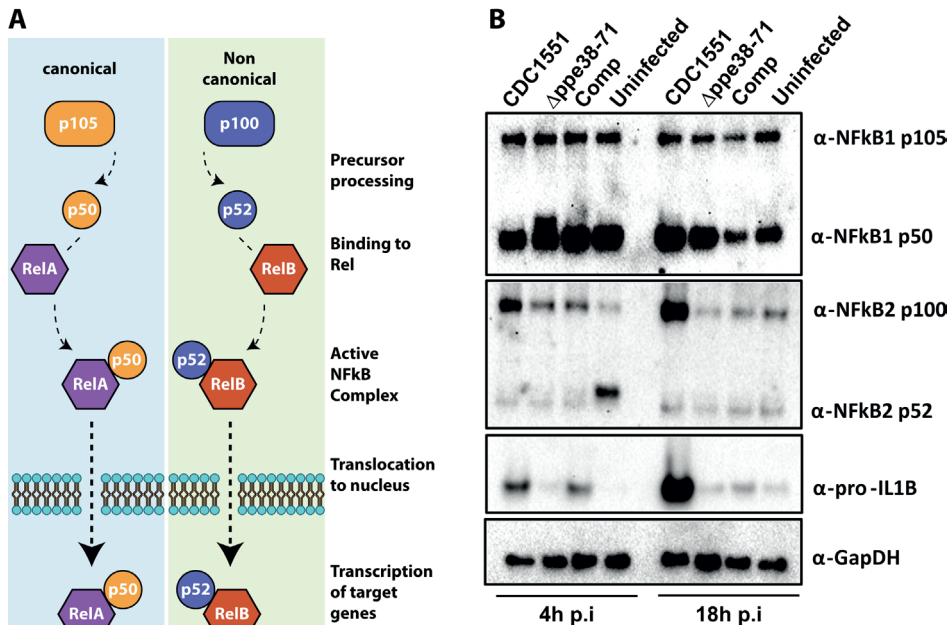 A
canonical
Non
canonical
p105
p100
Precursor
processing
p50
p52
Binding to
Rel
RelA
RelB
p50
p52
RelA
RelB
Active
NFkB
Complex
Translocation
to nucleus
Transcription
of target
genes
p50
p52
RelA
RelB
B
CDC1551
Δppe38-71
Comp
Uninfected
CDC1551
Δppe38-71
Comp
Uninfected
α-NFkB1 p105
α-NFkB1 p50
α-NFkB2 p100
α-NFkB2 p52
α-pro-IL1B
α-GapDH
4h p.i
18h p.i